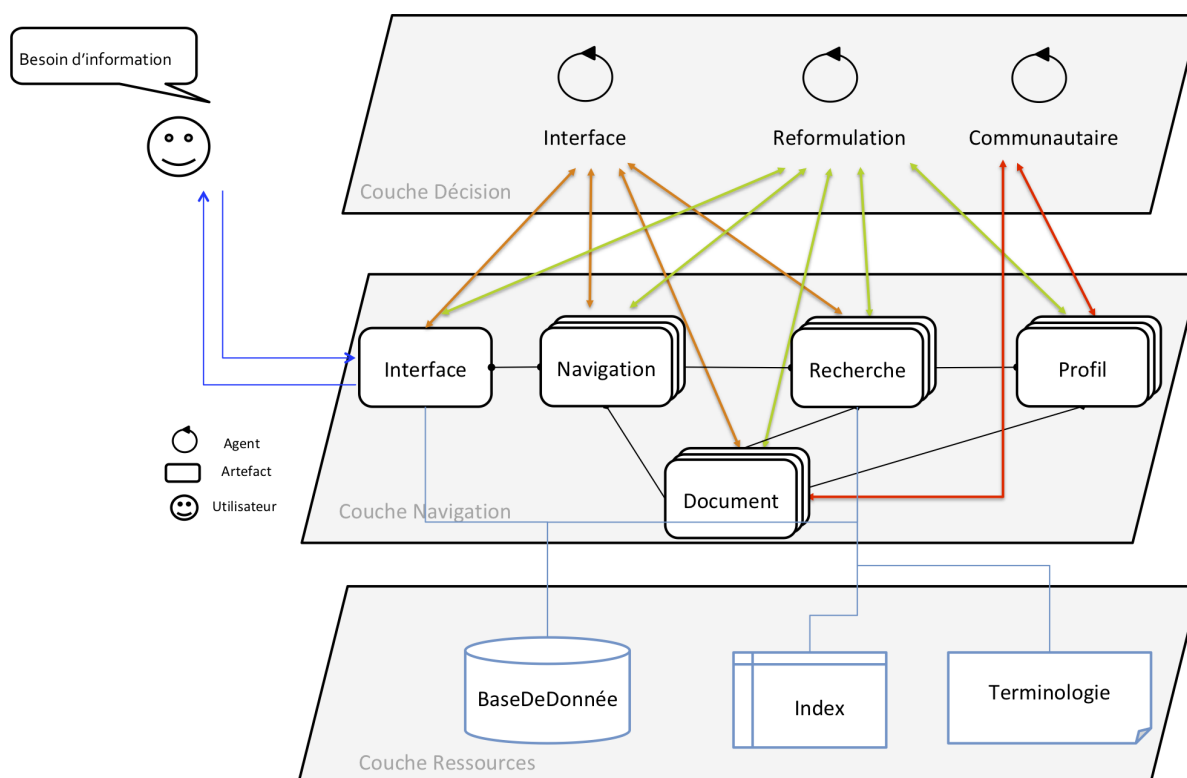 Besoin d'information
Interface
Reformulation
Communautaire
Couche Décision
Interface
Navigation
Recherche
Profil
Agent
Artefact
Utilisateur
Document
Couche Navigation
BaseDeDonnée
Index
Terminologie
Couche Ressources